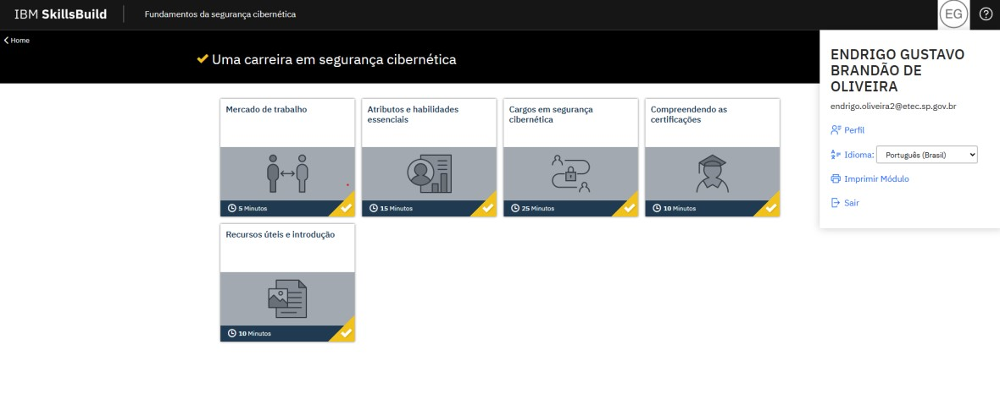 IBM SkillsBuild
Fundamentos da segurança cibernética
EG
?
Home
Uma carreira em segurança cibernética
ENDRIGO GUSTAVO
BRANDÃO DE
OLIVEIRA
endrigo.oliveira2@etec.sp.gov.br
Perfil
Idioma: Português (Brasil)
Imprimir Módulo
Sair
Mercado de trabalho
5 Minutos
Atributos e habilidades
essenciais
15 Minutos
Cargos em segurança
cibernética
25 Minutos
Compreendendo as
certificações
10 Minutos
Recursos úteis e introdução
10 Minutos